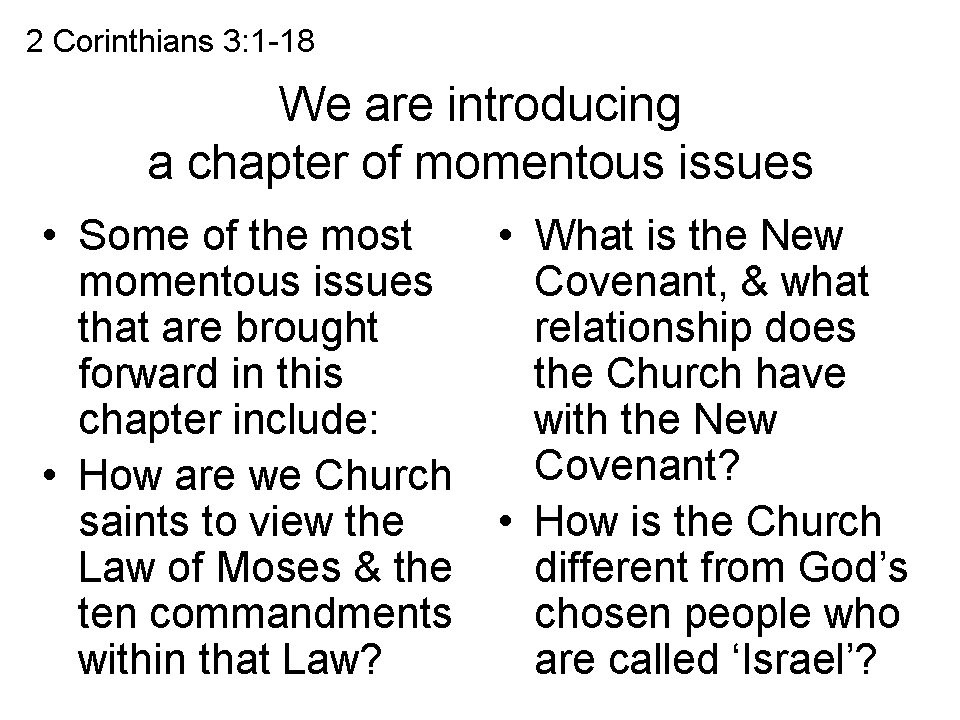 2 Corinthians 3:1-18
We are introducing
a chapter of momentous issues
• Some of the most
momentous issues
that are brought
forward in this
chapter include:
• How are we Church
saints to view the
Law of Moses & the
ten commandments
within that Law?
• What is the New
Covenant, & what
relationship does
the Church have
with the New
Covenant?
• How is the Church
different from God’s
chosen people who
are called ‘Israel’?